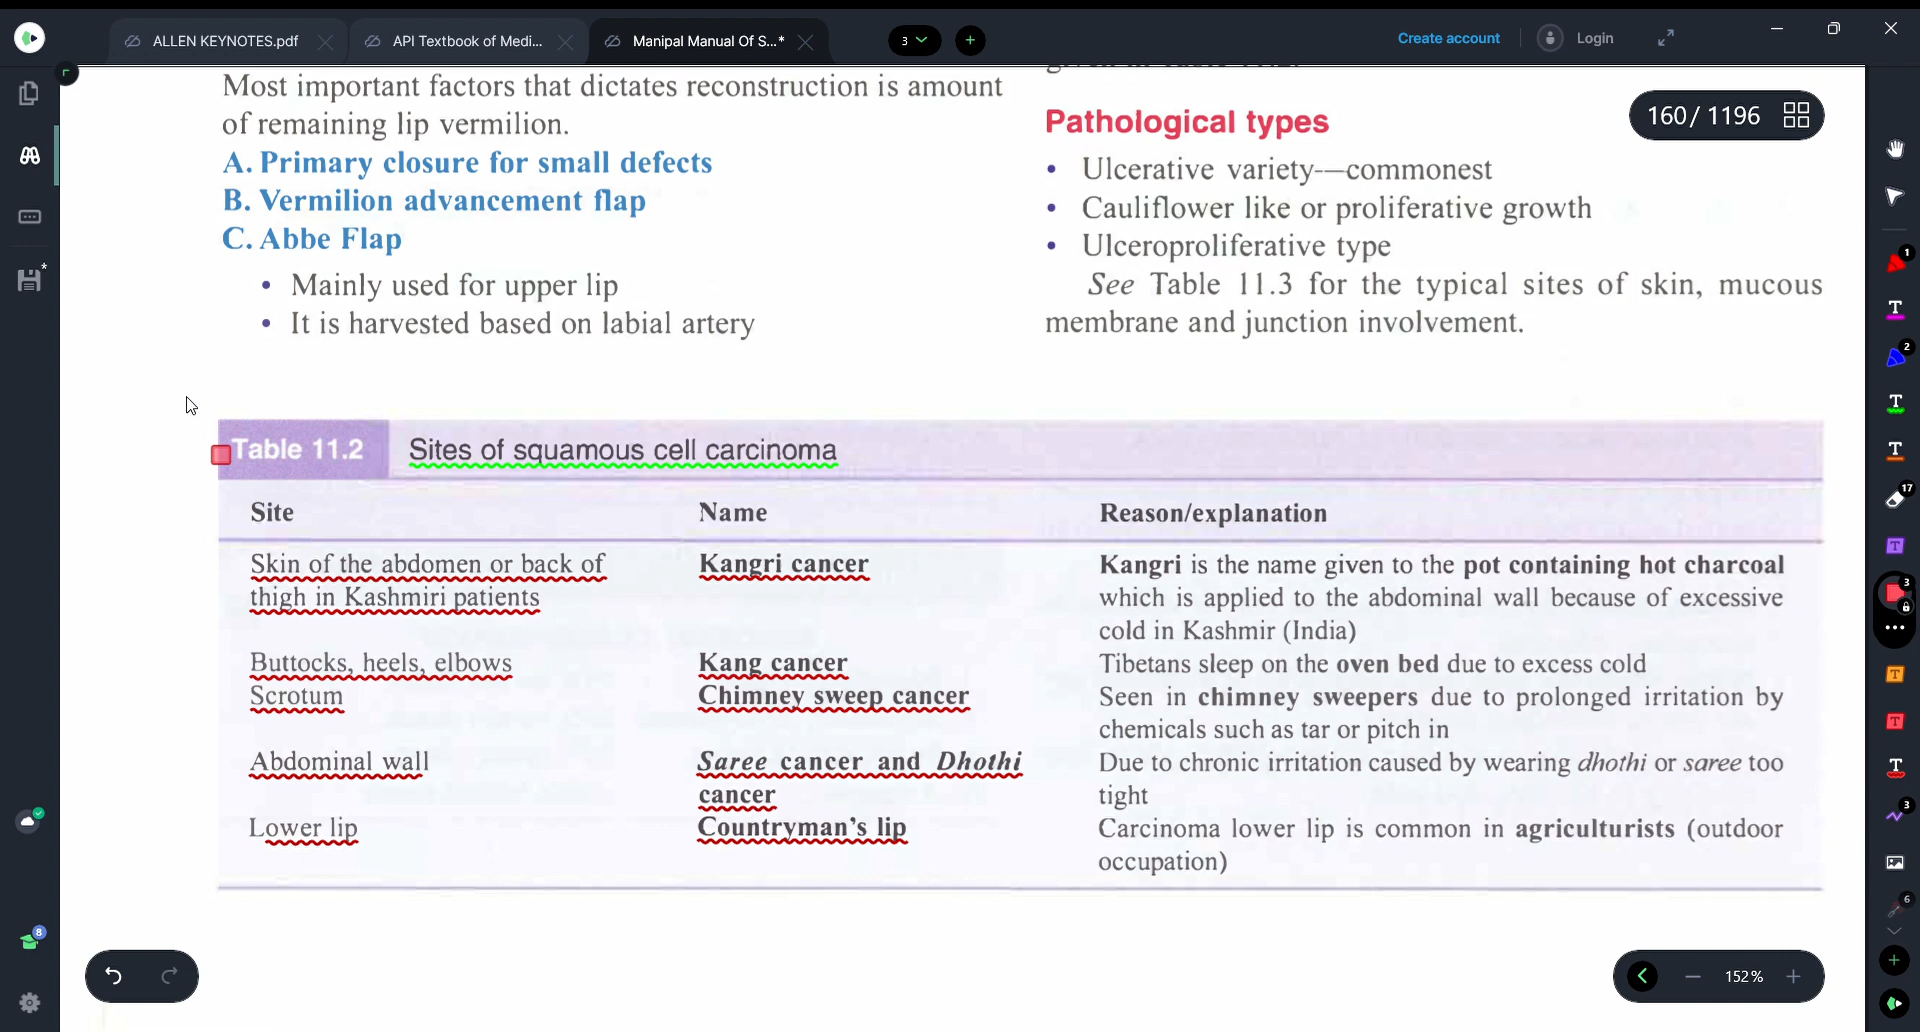 ALLEN KEYNOTES.pdf
API Textbook of Medi...
Manipal Manual Of S...*
3
Create account
Login
160/ 1196
Most important factors that dictates reconstruction is amount
of remaining lip vermilion.
A. Primary closure for small defects
B. Vermilion advancement flap
C. Abbe Flap
• Mainly used for upper lip
• It is harvested based on labial artery
Pathological types
• Ulcerative variety-—commonest
• Cauliflower like or proliferative growth
• Ulceroproliferative type
See Table 11.3 for the typical sites of skin, mucous
membrane and junction involvement.
Table 11.2 Sites of squamous cell carcinoma
Site Name Reason/explanation
Skin of the abdomen or back of Kangri cancer Kangri is the name given to the pot containing hot charcoal
thigh in Kashmiri patients which is applied to the abdominal wall because of excessive
cold in Kashmir (India)
Buttocks, heels, elbows Kang cancer Tibetans sleep on the oven bed due to excess cold
Scrotum Chimney sweep cancer Seen in chimney sweepers due to prolonged irritation by
chemicals such as tar or pitch in
Abdominal wall Saree cancer and Dhothi Due to chronic irritation caused by wearing dhothi or saree too
cancer tight
Lower lip Countryman's lip Carcinoma lower lip is common in agriculturists (outdoor
occupation)
152%
1
T
2
T
T
17
T
3
T
T
T
3
6
8